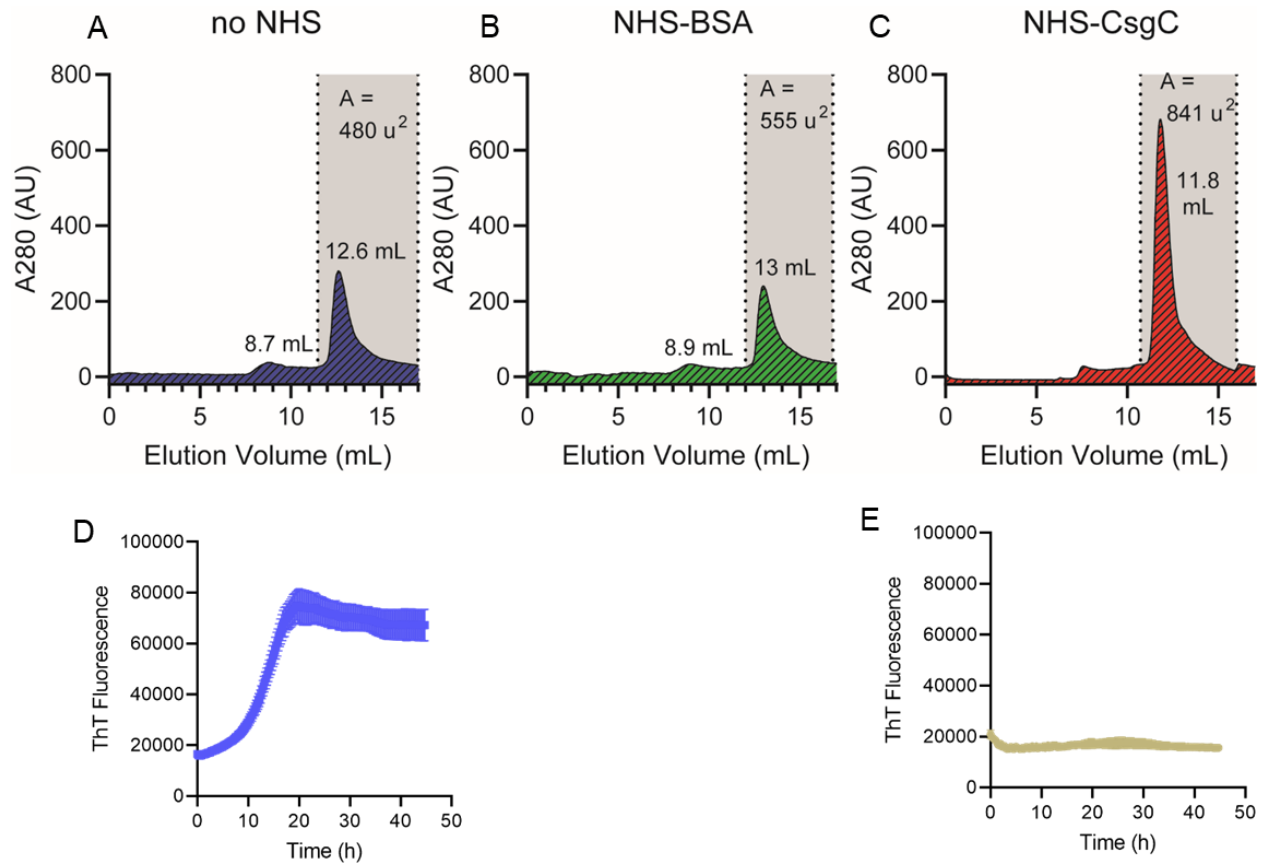 A no NHS
B NHS-BSA
C NHS-CsgC
A280 (AU)
800
600
400
200
0
A =
480 u²
12.6 mL
8.7 mL
0 5 10 15
Elution Volume (mL)
A280 (AU)
800
600
400
200
0
A =
555 u²
13 mL
8.9 mL
0 5 10 15
Elution Volume (mL)
A280 (AU)
800
600
400
200
0
A =
841 u²
11.8
mL
0 5 10 15
Elution Volume (mL)
D
ThT Fluorescence
100000
80000
60000
40000
20000
0
0 10 20 30 40 50
Time (h)
E
ThT Fluorescence
100000
80000
60000
40000
20000
0
0 10 20 30 40 50
Time (h)